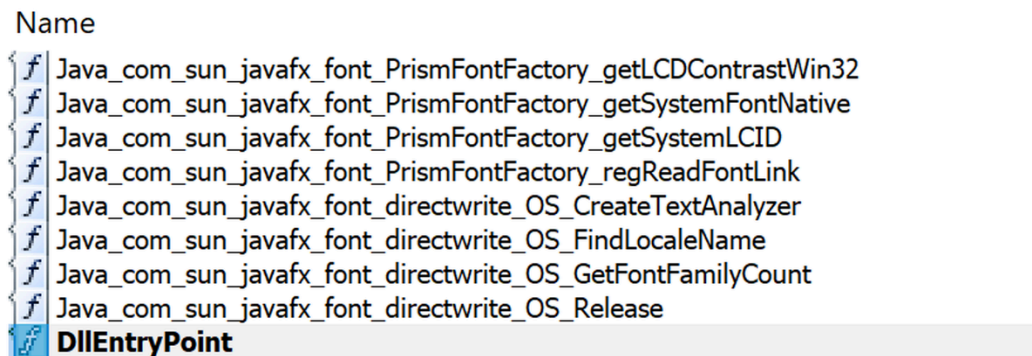 Name
Java_com_sun_javafx_font_PrismFontFactory_getLCDContrastWin32
Java_com_sun_javafx_font_PrismFontFactory_getSystemFontNative
Java_com_sun_javafx_font_PrismFontFactory_getSystemLCID
Java_com_sun_javafx_font_PrismFontFactory_regReadFontLink
Java_com_sun_javafx_font_directwrite_OS_CreateTextAnalyzer
Java_com_sun_javafx_font_directwrite_OS_FindLocaleName
Java_com_sun_javafx_font_directwrite_OS_GetFontFamilyCount
Java_com_sun_javafx_font_directwrite_OS_Release
DllEntryPoint